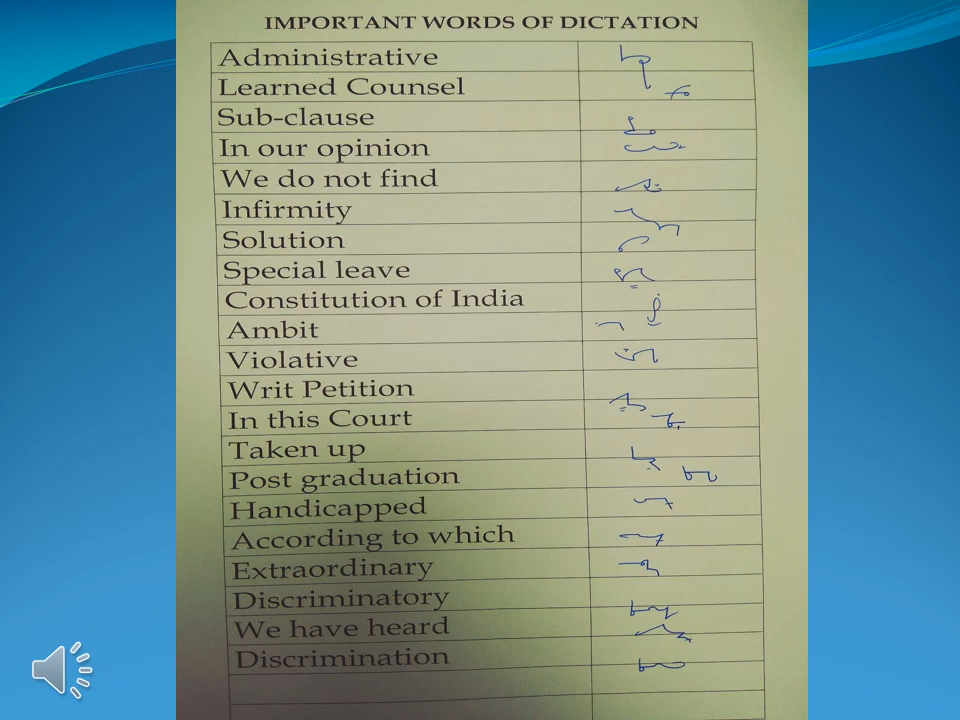 IMPORTANT WORDS OF DICTATION
Administrative
Learned Counsel
Sub-clause
In our opinion
We do not find
Infirmity
Solution
Special leave
Constitution of India
Ambit
Violative
Writ Petition
In this Court
Taken up
Post graduation
Handicapped
According to which
Extraordinary
Discriminatory
We have heard
Discrimination